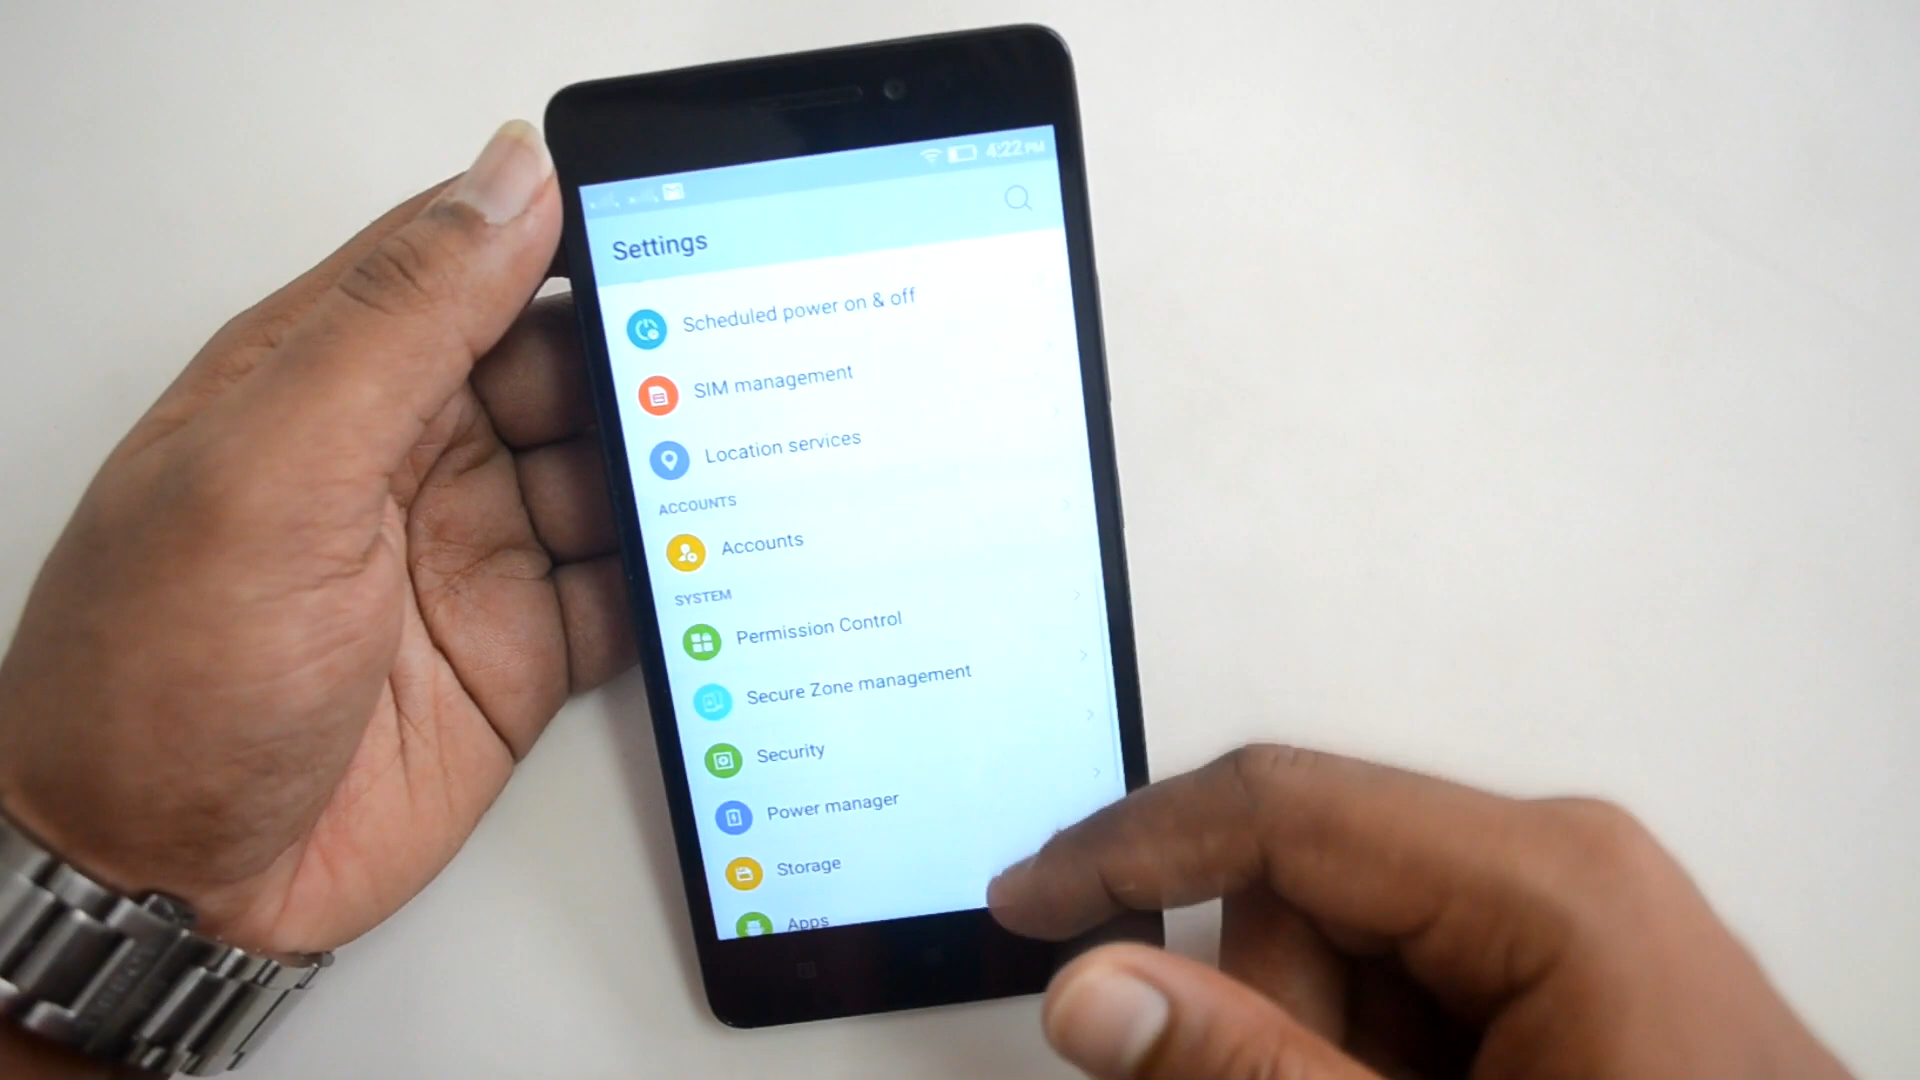 4:22PM
Settings
Scheduled power on & off
SIM management
Location services
ACCOUNTS
Accounts
SYSTEM
Permission Control
Secure Zone management
Security
Power manager
Storage
Apps